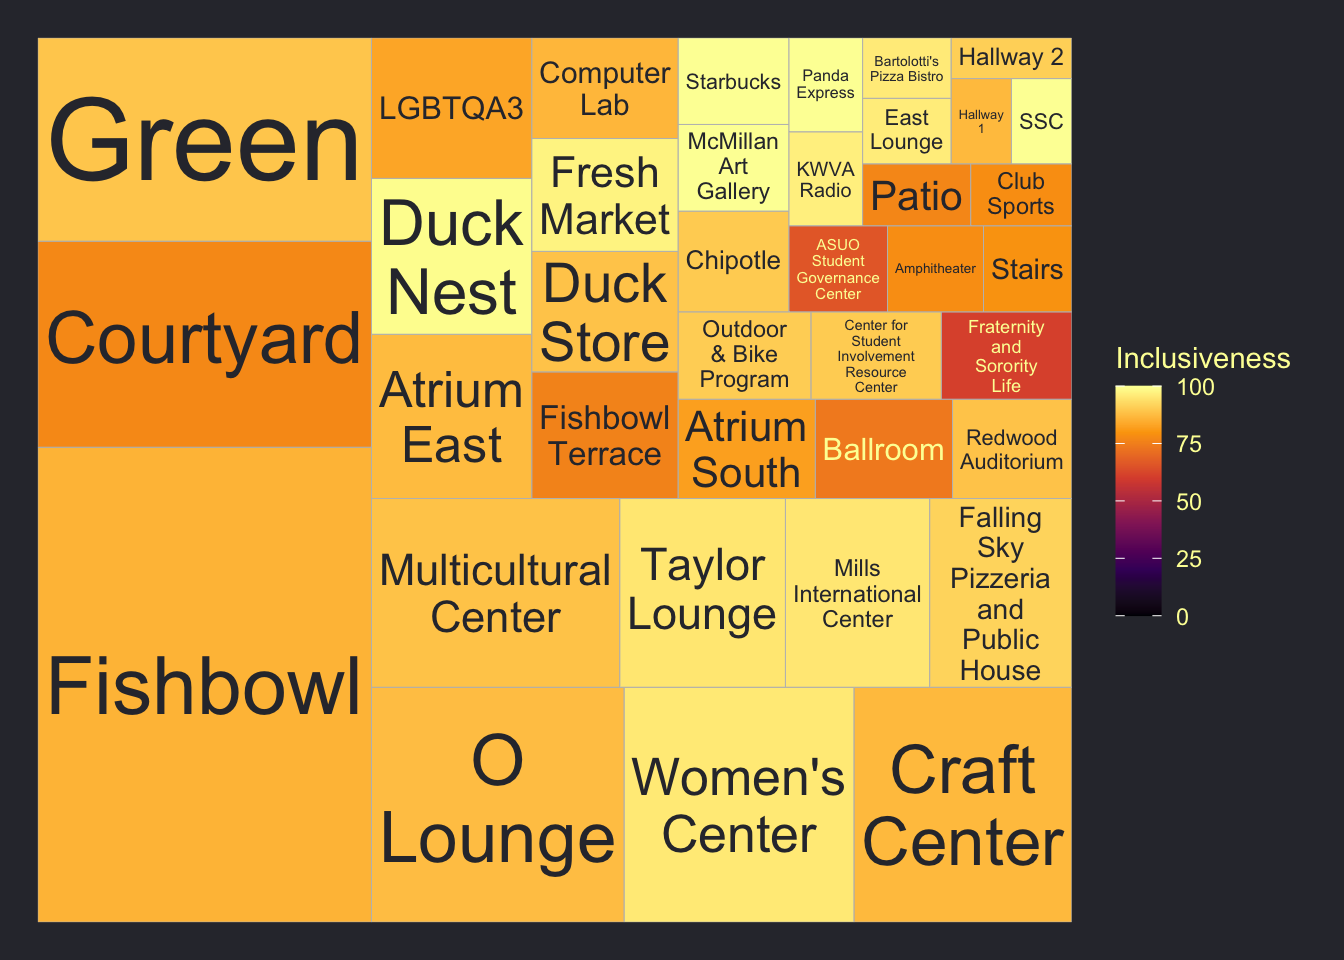 Green
Courtyard
Fishbowl
LGBTQA3
Duck
Nest
Atrium
East
Computer
Lab
Fresh
Market
Duck
Store
Fishbowl
Terrace
Starbucks
McMillan
Art
Gallery
Chipotle
Panda
Express
KWVA
Radio
Bartolotti's
Pizza Bistro
East
Lounge
Hallway 2
Hallway
1
SSC
Patio
Club
Sports
ASUO
Student
Governance
Center
Amphitheater
Stairs
Outdoor
& Bike
Program
Center for
Student
Involvement
Resource
Center
Fraternity
and
Sorority
Life
Atrium
South
Ballroom
Redwood
Auditorium
Multicultural
Center
Taylor
Lounge
Mills
International
Center
Falling
Sky
Pizzeria
and
Public
House
O
Lounge
Women's
Center
Craft
Center
Inclusiveness
100
75
50
25
0